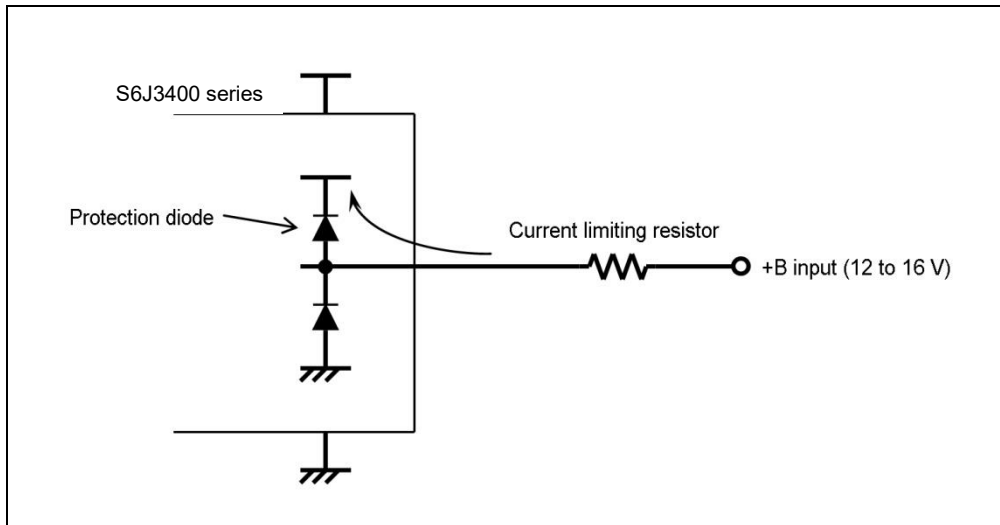 S6J3400 series
Protection diode
Current limiting resistor
+B input (12 to 16 V)